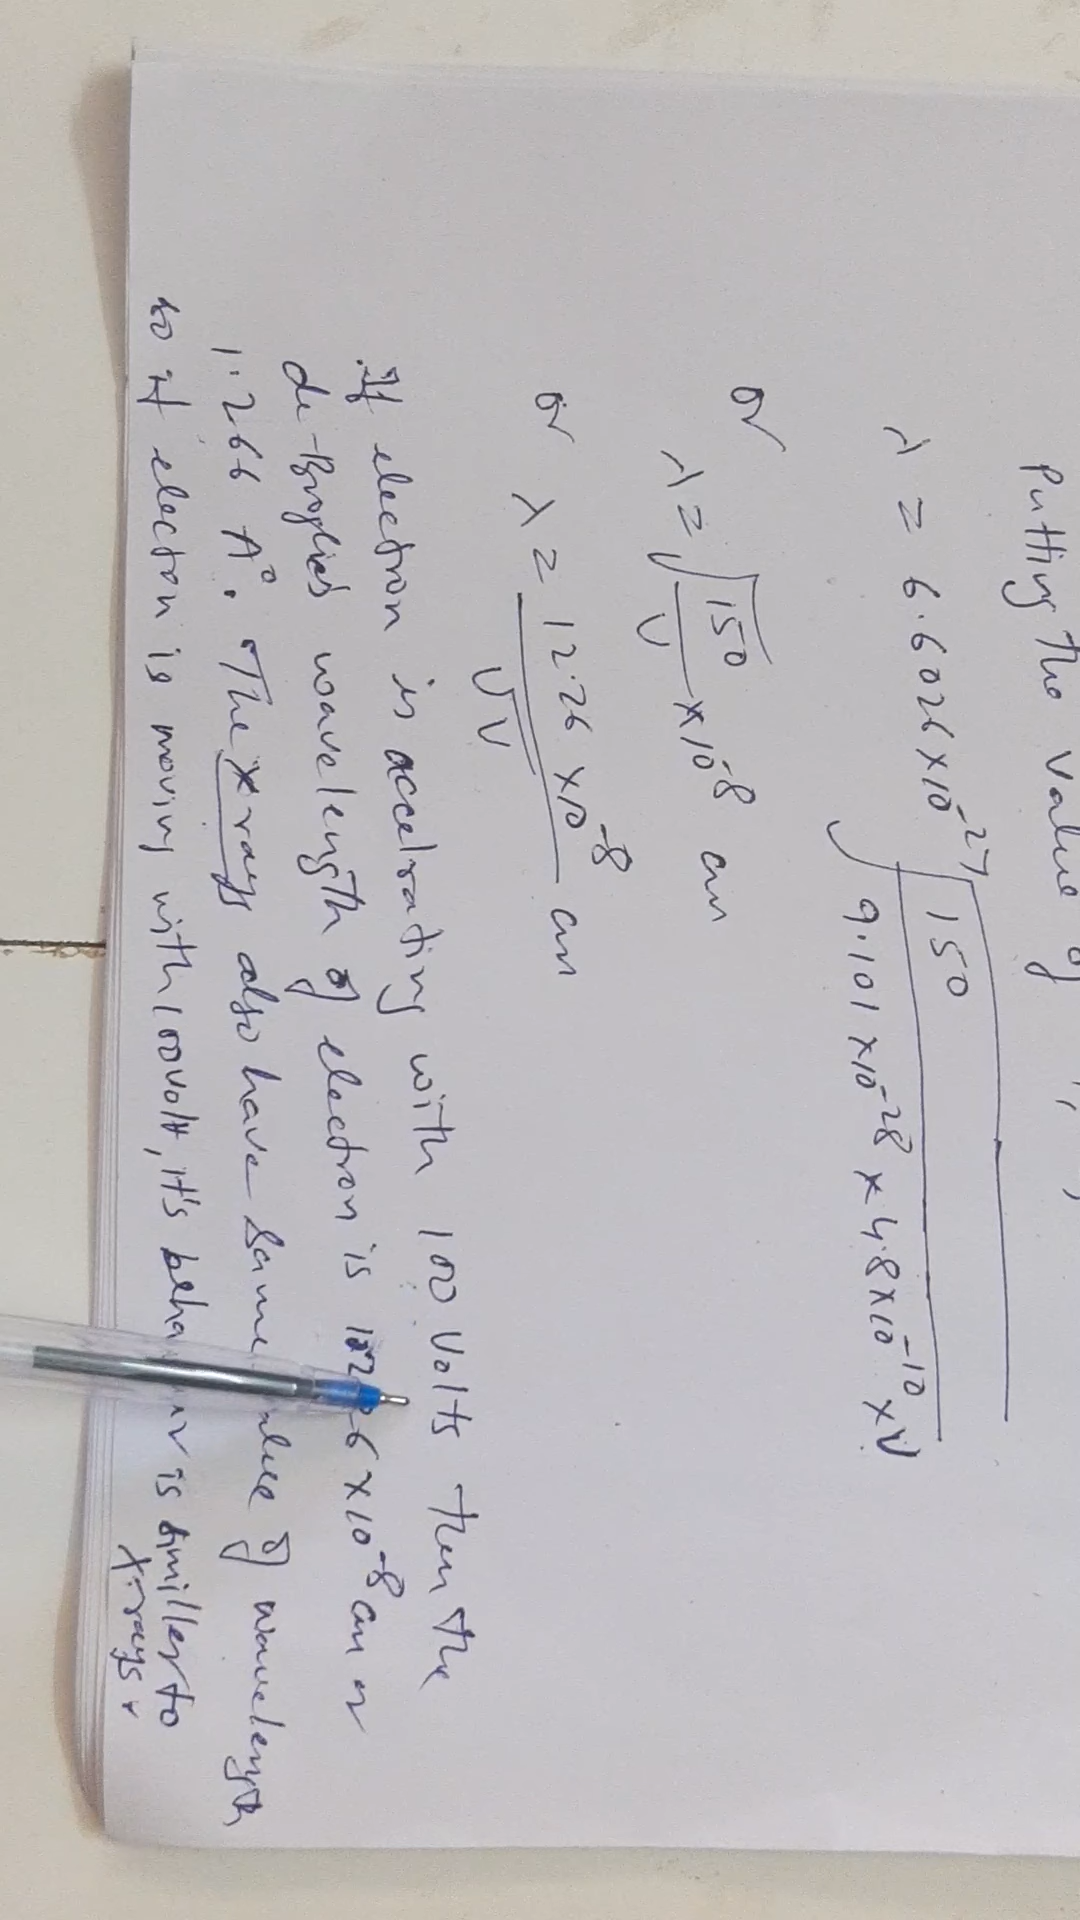 Putting the value of
λ = 6.6026 × 10⁻²⁷ √150 / 9.101 × 10⁻²⁸ × 4.8 × 10⁻¹⁰ × V
or λ = √150/V × 10⁻⁸ cm
or λ = 12.26 × 10⁻⁸ / √V cm
If electron is accelrating with 100 Volts then the
de-Broglies wavelength of electron is 6 × 10⁻⁸ cm or
1.266 A°. The x rays also have same value of wavelength
so if electron is moving with 100 volt, it's is similler to
X-rays.